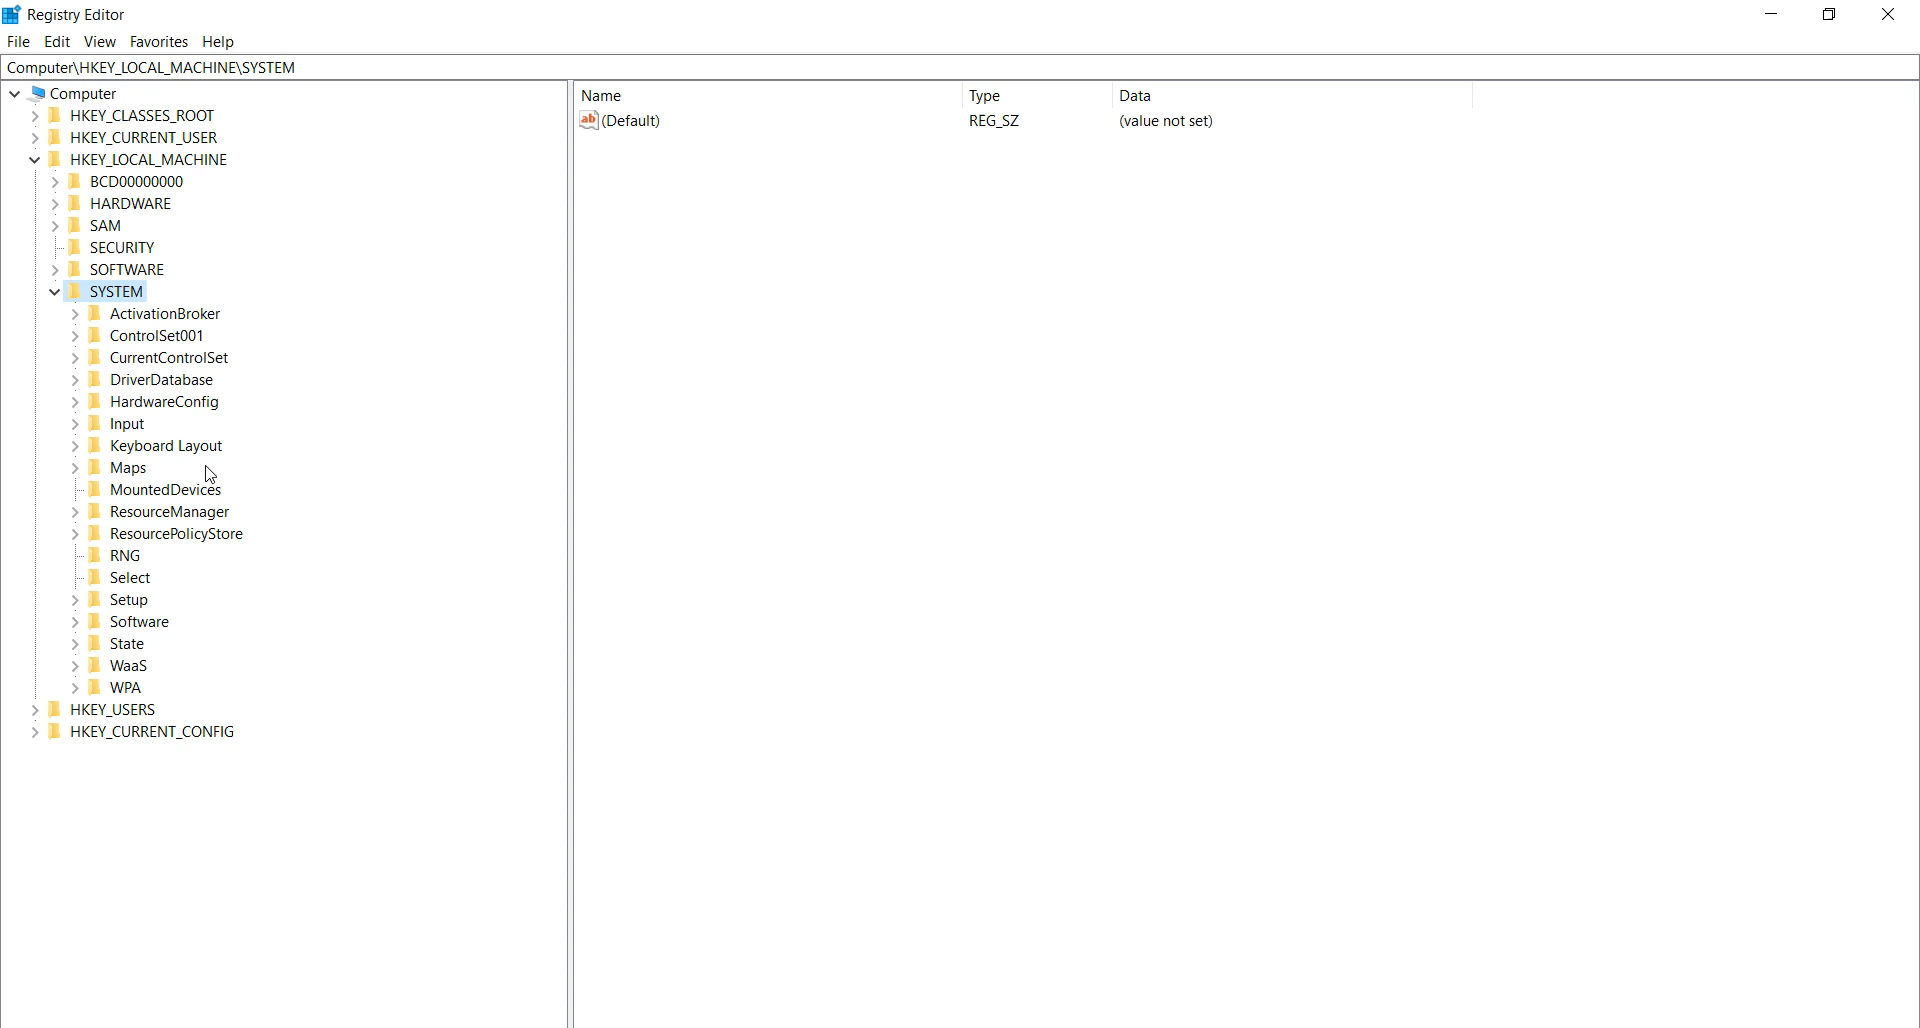 Registry Editor
File Edit View Favorites Help
Computer\HKEY_LOCAL_MACHINE\SYSTEM
Computer
HKEY_CLASSES_ROOT
HKEY_CURRENT_USER
HKEY_LOCAL_MACHINE
BCD00000000
HARDWARE
SAM
SECURITY
SOFTWARE
SYSTEM
ActivationBroker
ControlSet001
CurrentControlSet
DriverDatabase
HardwareConfig
Input
Keyboard Layout
Maps
MountedDevices
ResourceManager
ResourcePolicyStore
RNG
Select
Setup
Software
State
WaaS
WPA
HKEY_USERS
HKEY_CURRENT_CONFIG
Name Type Data
ab (Default) REG_SZ (value not set)